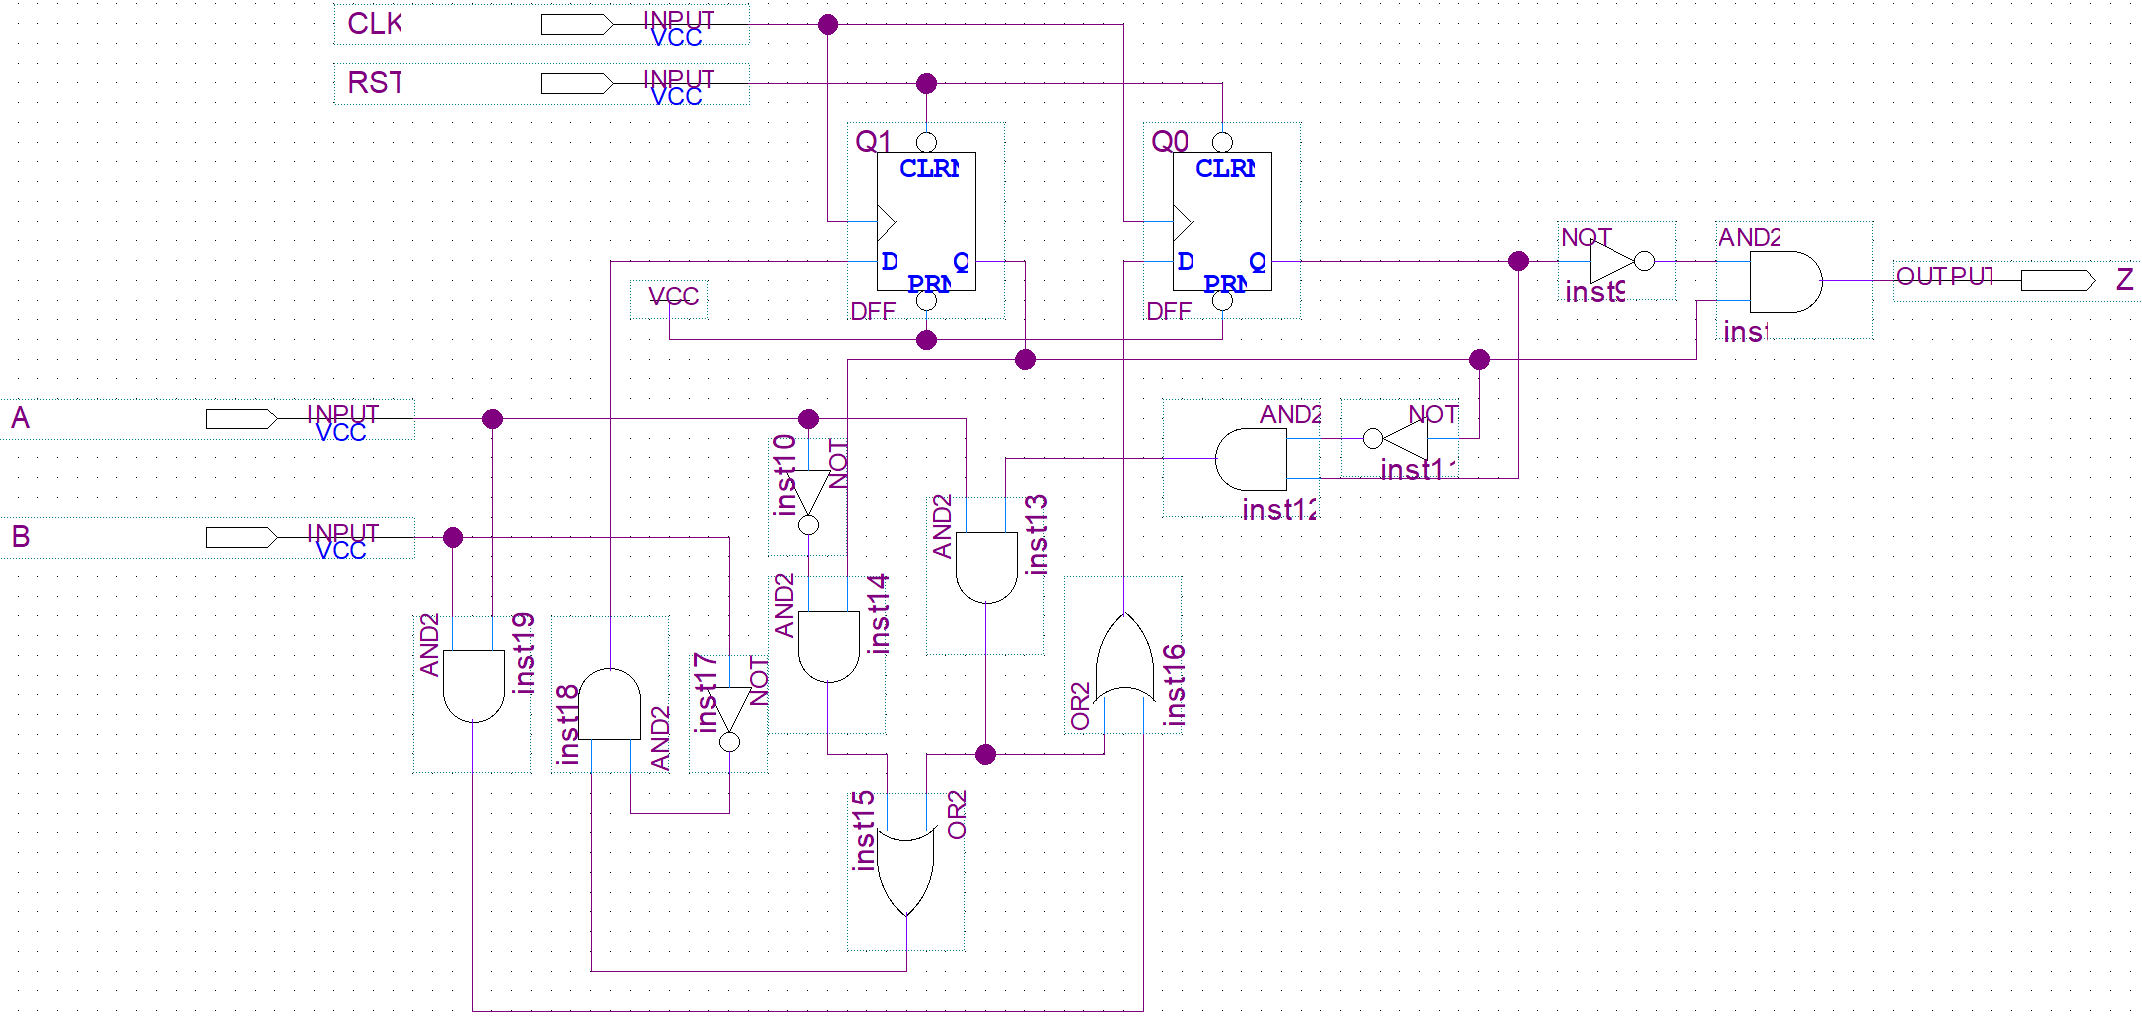 CLK
INPUT
VCC
RST
INPUT
VCC
Q1
CLRN
D
Q
PRN
DFF
Q0
CLRN
D
Q
PRN
DFF
VCC
NOT
inst9
AND2
inst
OUTPUT
Z
A
INPUT
VCC
B
INPUT
VCC
inst10
NOT
AND2
inst12
NOT
inst11
AND2
inst13
AND2
inst14
AND2
inst19
inst18
AND2
inst17
NOT
OR2
inst16
inst15
OR2